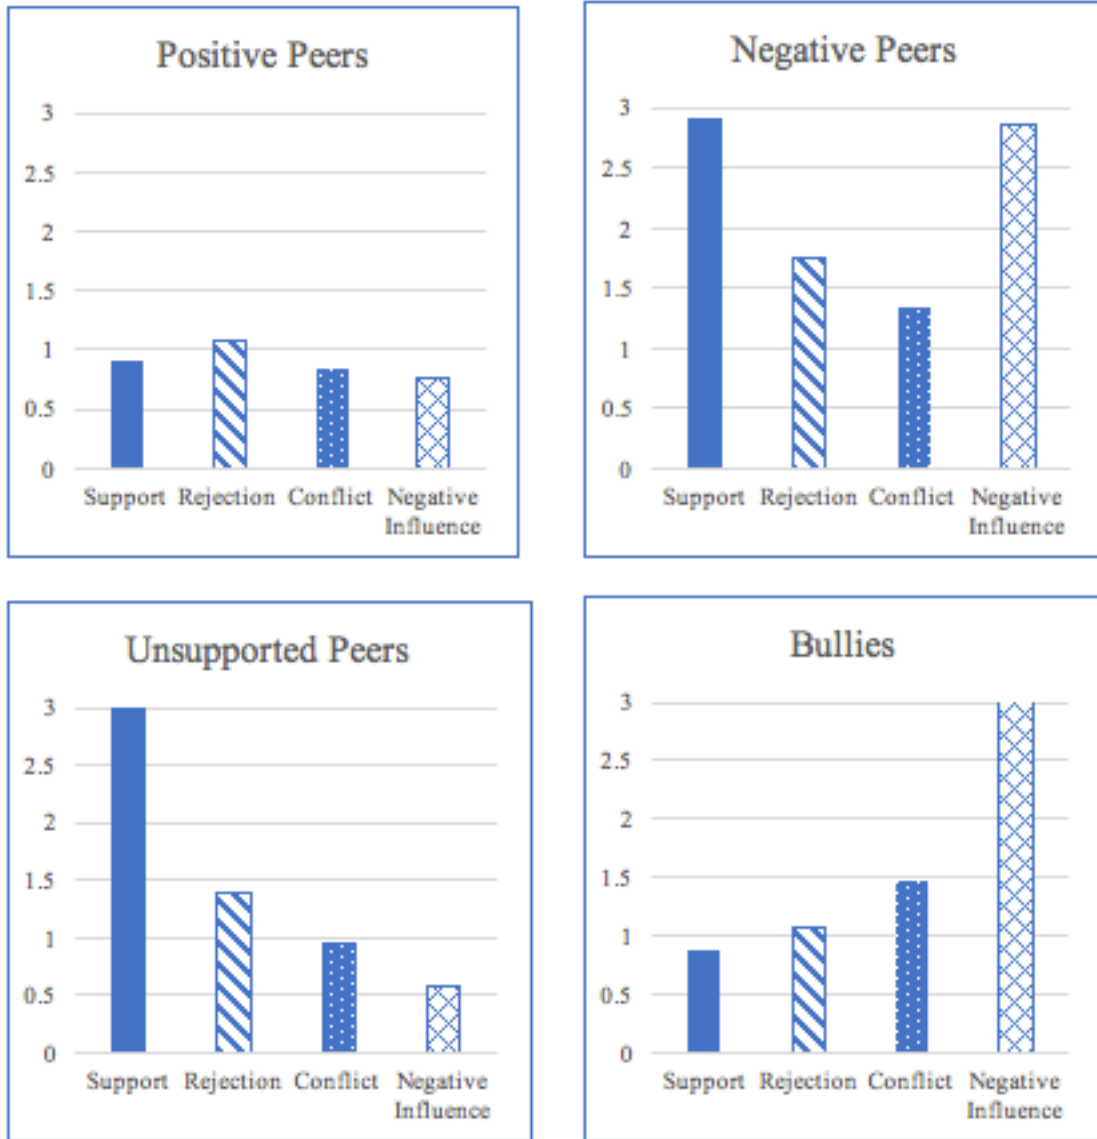 Positive Peers
3
2.5
2
1.5
1
0.5
0
Support Rejection Conflict Negative
Influence
Negative Peers
3
2.5
2
1.5
1
0.5
0
Support Rejection Conflict Negative
Influence
Unsupported Peers
3
2.5
2
1.5
1
0.5
0
Support Rejection Conflict Negative
Influence
Bullies
3
2.5
2
1.5
1
0.5
0
Support Rejection Conflict Negative
Influence